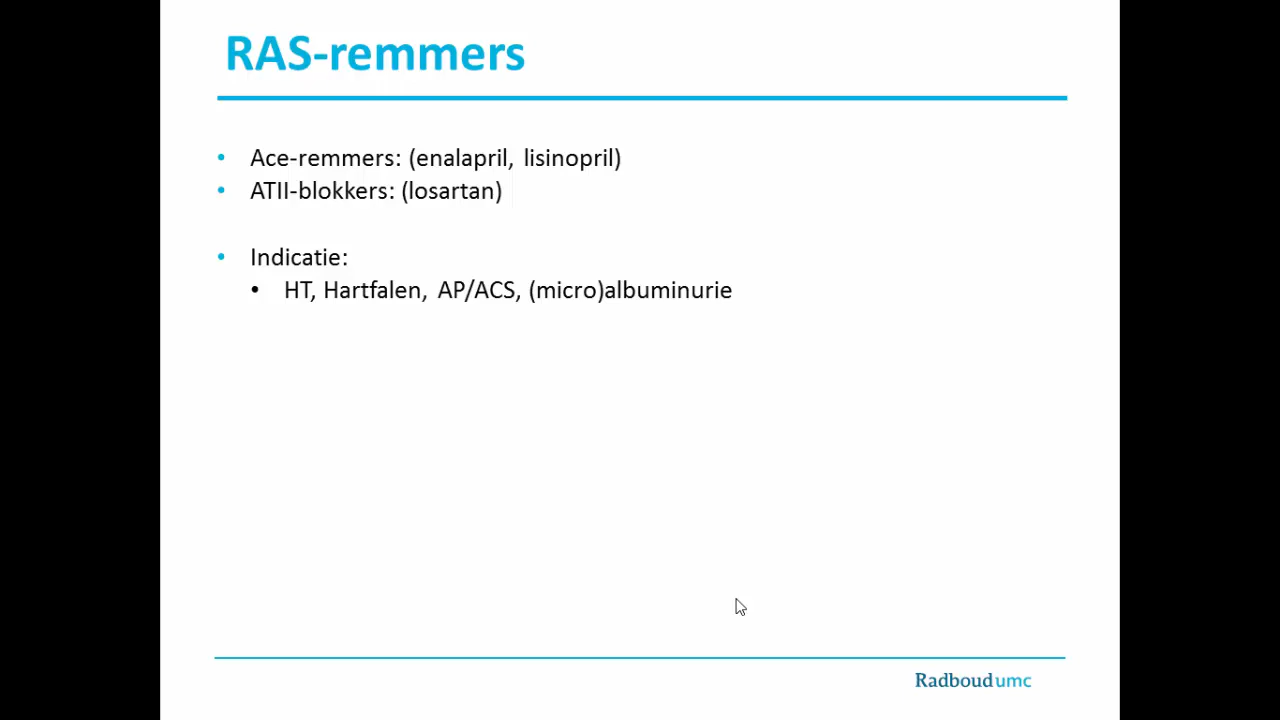 RAS-remmers
• Ace-remmers: (enalapril, lisinopril)
• ATII-blokkers: (losartan)
• Indicatie:
• HT, Hartfalen, AP/ACS, (micro)albuminurie
Radboudumc